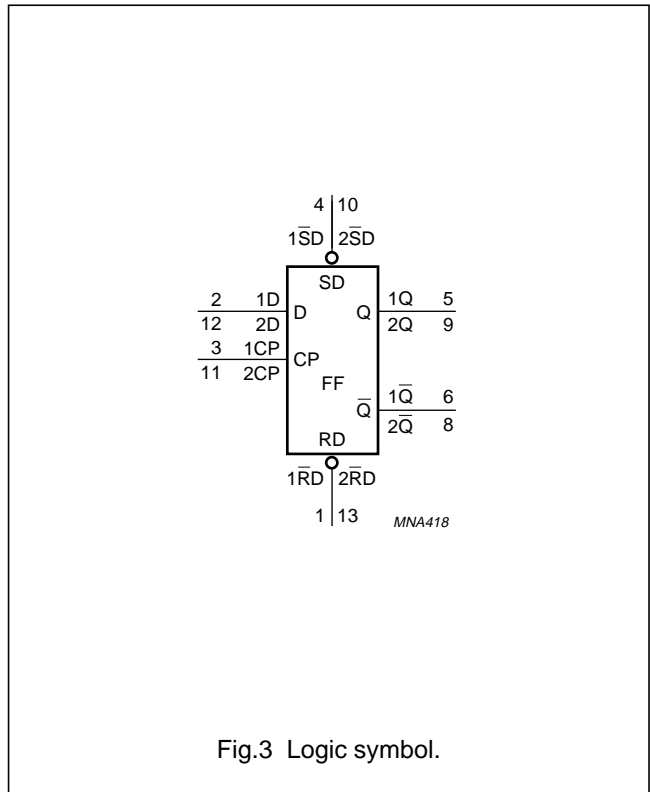 4 10
1S̅D 2S̅D
SD
2 1D D Q 1Q 5
12 2D 2Q 9
3 1CP CP
11 2CP
FF
Q̅ 1Q̅ 6
2Q̅ 8
RD
1R̅D 2R̅D
1 13
MNA418
Fig.3 Logic symbol.